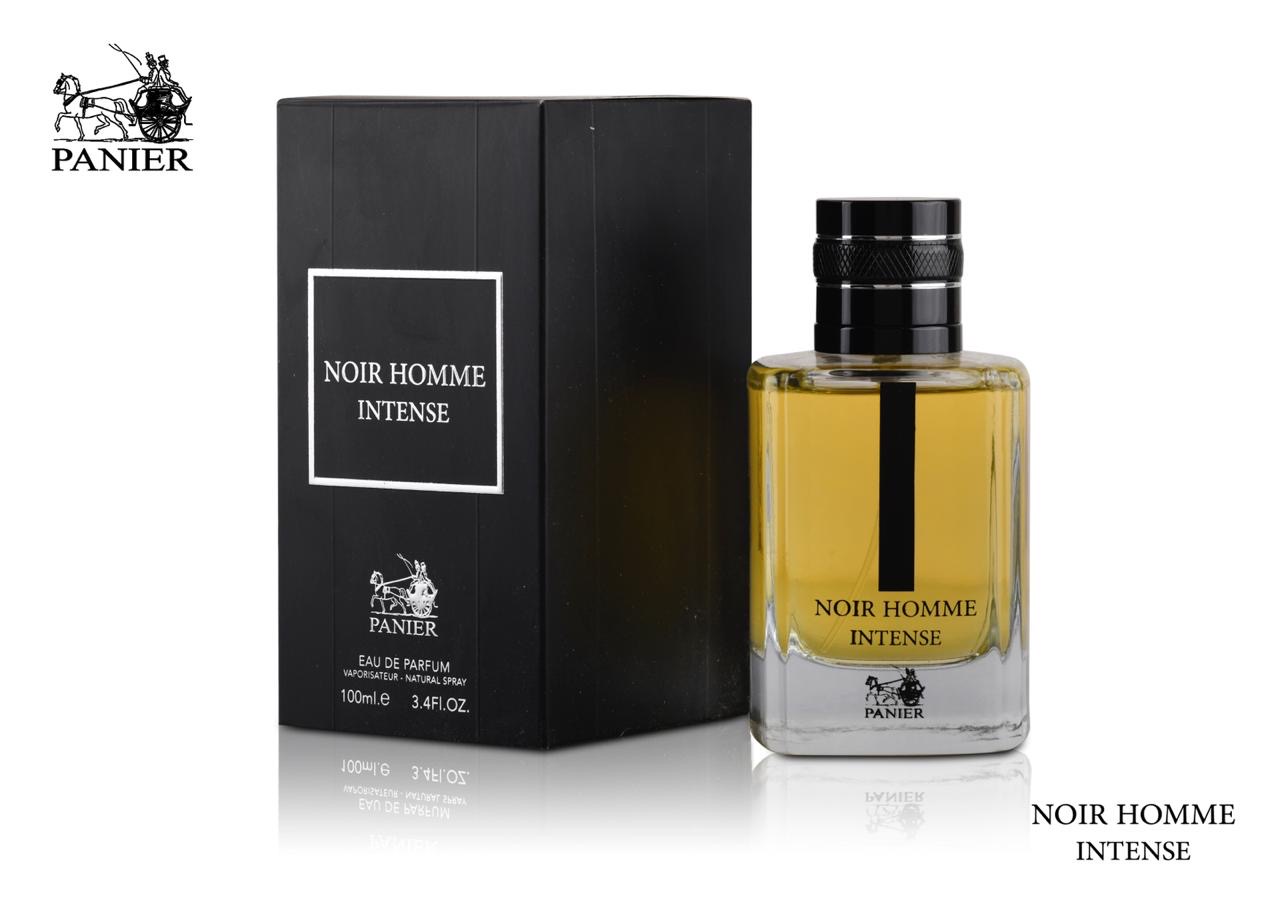 PANIER
NOIR HOMME
INTENSE
PANIER
EAU DE PARFUM
VAPORISATEUR - NATURAL SPRAY
100ml.e 3.4Fl.OZ.
NOIR HOMME
INTENSE
PANIER
NOIR HOMME
INTENSE